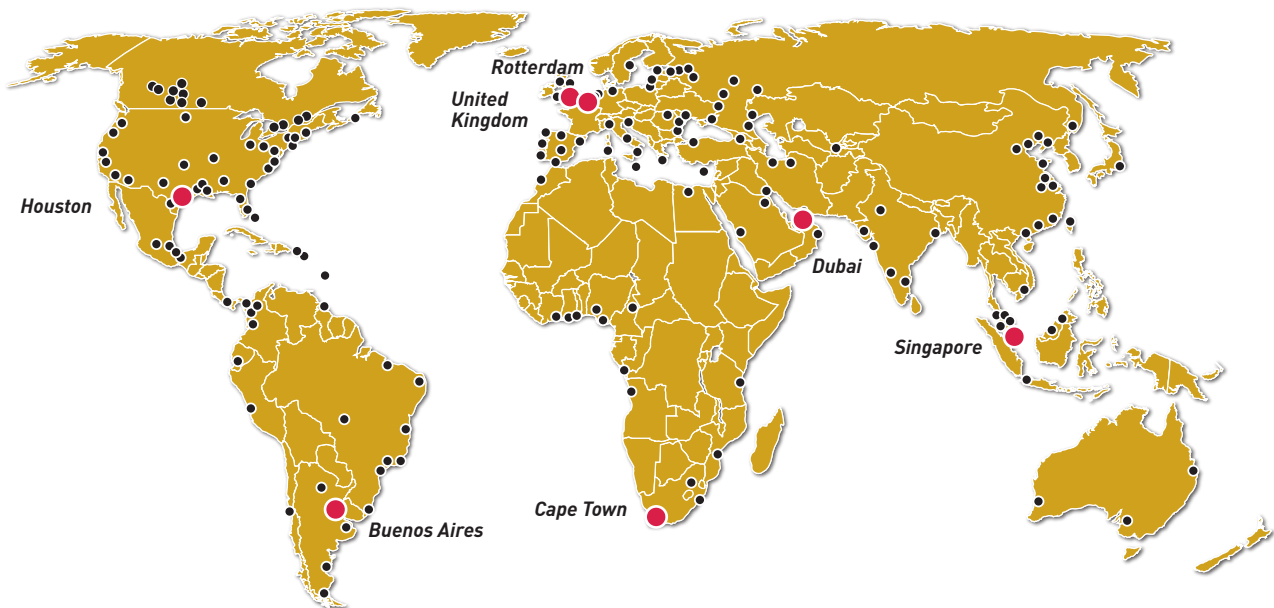 Rotterdam
United
Kingdom
Houston
Dubai
Singapore
Cape Town
Buenos Aires